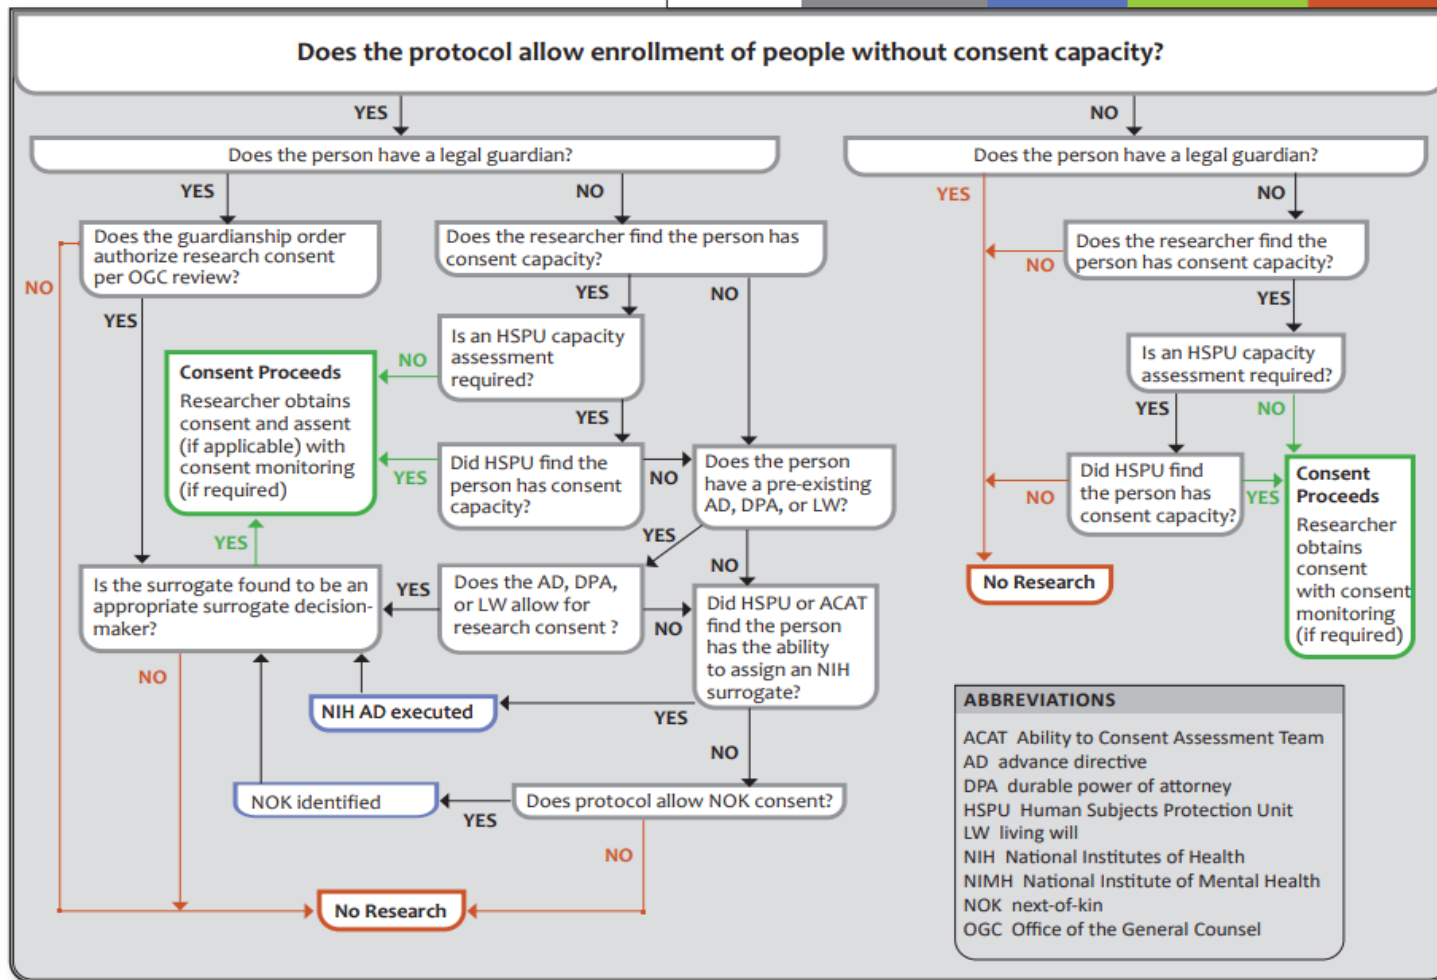 Does the protocol allow enrollment of people without consent capacity?
YES
NO
Does the person have a legal guardian?
Does the person have a legal guardian?
YES
NO
YES
NO
Does the guardianship order
authorize research consent
per OGC review?
Does the researcher find the person has
consent capacity?
Does the researcher find the
person has consent capacity?
NO
YES
YES
NO
NO
YES
Is an HSPU capacity
assessment
required?
NO
YES
Is an HSPU capacity
assessment required?
YES
NO
Consent Proceeds
Researcher obtains
consent and assent
(if applicable) with
consent monitoring
(if required)
Did HSPU find the
person has consent
capacity?
YES
NO
Does the person
have a pre-existing
AD, DPA, or LW?
YES
NO
Did HSPU find
the person has
consent capacity?
NO
YES
Consent
Proceeds
Researcher
obtains
consent
with consent
monitoring
(if required)
No Research
YES
Is the surrogate found to be an
appropriate surrogate decision-
maker?
YES
Does the AD, DPA,
or LW allow for
research consent ?
NO
Did HSPU or ACAT
find the person
has the ability
to assign an NIH
surrogate?
NO
NIH AD executed
YES
NO
NOK identified
YES
Does protocol allow NOK consent?
NO
No Research
ABBREVIATIONS
ACAT Ability to Consent Assessment Team
AD advance directive
DPA durable power of attorney
HSPU Human Subjects Protection Unit
LW living will
NIH National Institutes of Health
NIMH National Institute of Mental Health
NOK next-of-kin
OGC Office of the General Counsel